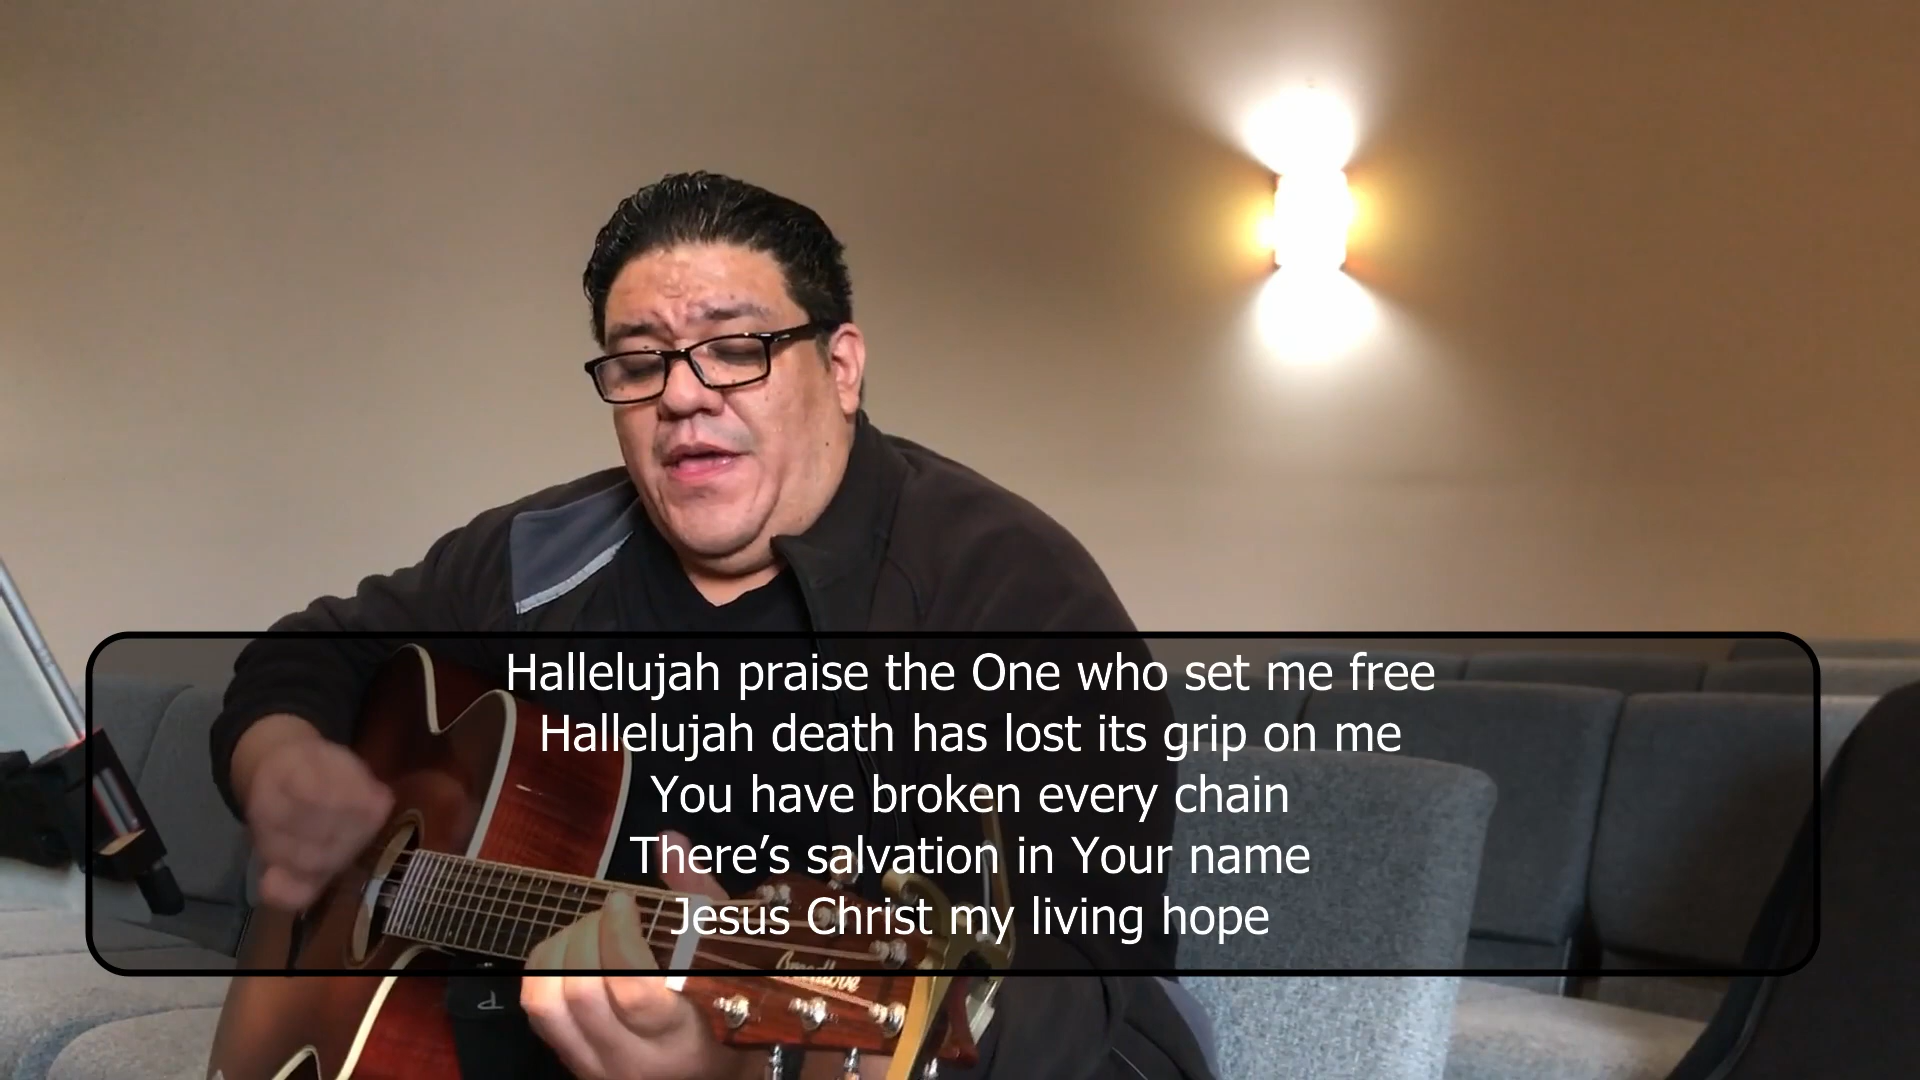 Hallelujah praise the One who set me free
Hallelujah death has lost its grip on me
You have broken every chain
There’s salvation in Your name
Jesus Christ my living hope
Breedlove